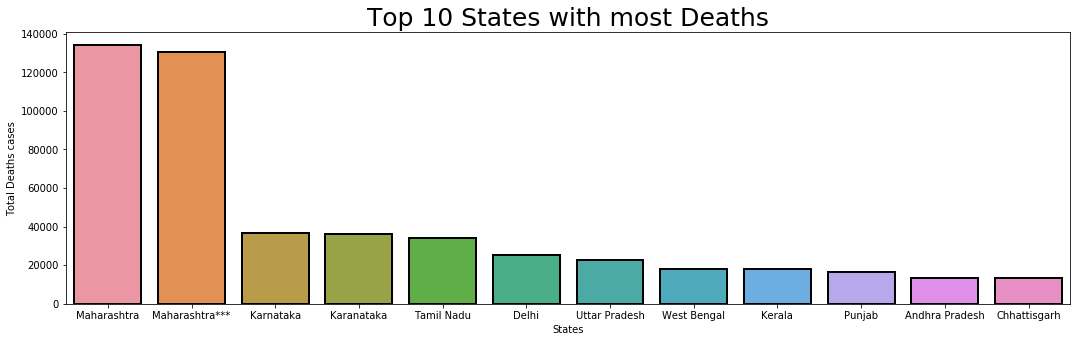 Top 10 States with most Deaths
Total Deaths cases
140000
120000
100000
80000
60000
40000
20000
0
Maharashtra Maharashtra*** Karnataka Karanataka Tamil Nadu Delhi Uttar Pradesh West Bengal Kerala Punjab Andhra Pradesh Chhattisgarh
States